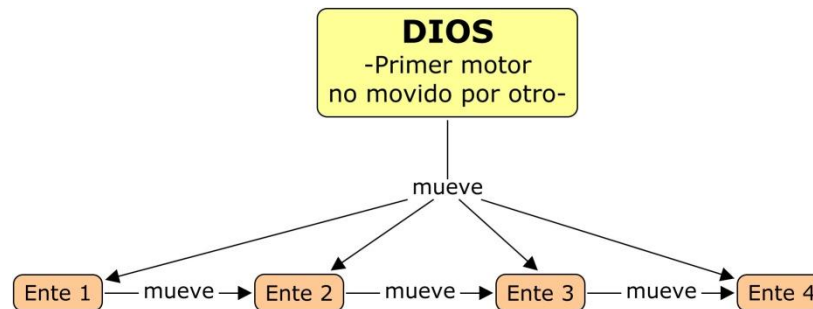 DIOS
-Primer motor
no movido por otro-
mueve
Ente 1 mueve Ente 2 mueve Ente 3 mueve Ente 4